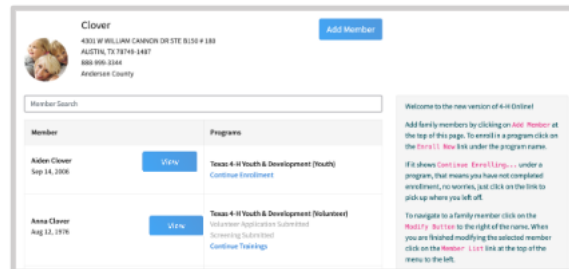 Clover
Add Member
4301 W WILLIAM CANNON DR STE B150 # 180
AUSTIN, TX 78749-1487
888-999-3344
Anderson County
Member Search
Member
Programs
Aiden Clover
Sep 14, 2006
View
Texas 4-H Youth & Development (Youth)
Continue Enrollment
Anna Clover
Aug 12, 1976
View
Texas 4-H Youth & Development (Volunteer)
Volunteer Application Submitted
Screening Submitted
Continue Trainings
Welcome to the new version of 4-H Online!
Add family members by clicking on Add Member at
the top of this page. To enroll in a program click on
the Enroll Now link under the program name.
If it shows Continue Enrolling... under a
program, that means you have not completed
enrollment, no worries, just click on the link to
pick up where you left off.
To navigate to a family member click on the
Modify Button to the right of the name. When
you are finished modifying the selected member
click on the Member List link at the top of the
menu to the left.